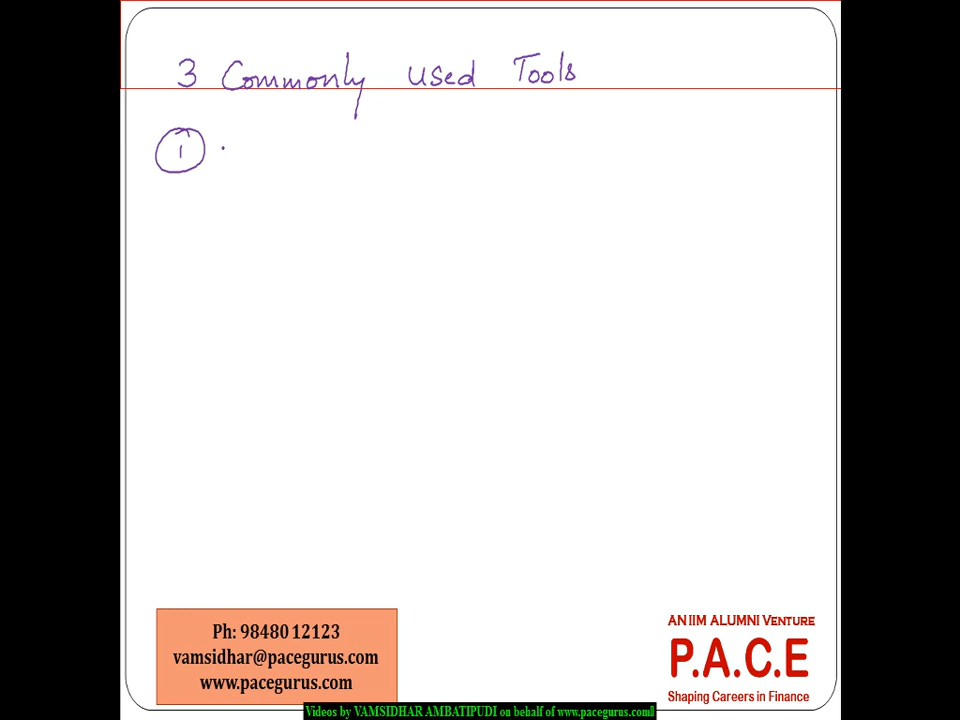 3 Commonly used Tools
1
Ph: 98480 12123
vamsidhar@pacegurus.com
www.pacegurus.com
AN IIM ALUMNI VENTURE
P.A.C.E
Shaping Careers in Finance
Videos by VAMSIDHAR AMBATIPUDI on behalf of www.pacegurus.com